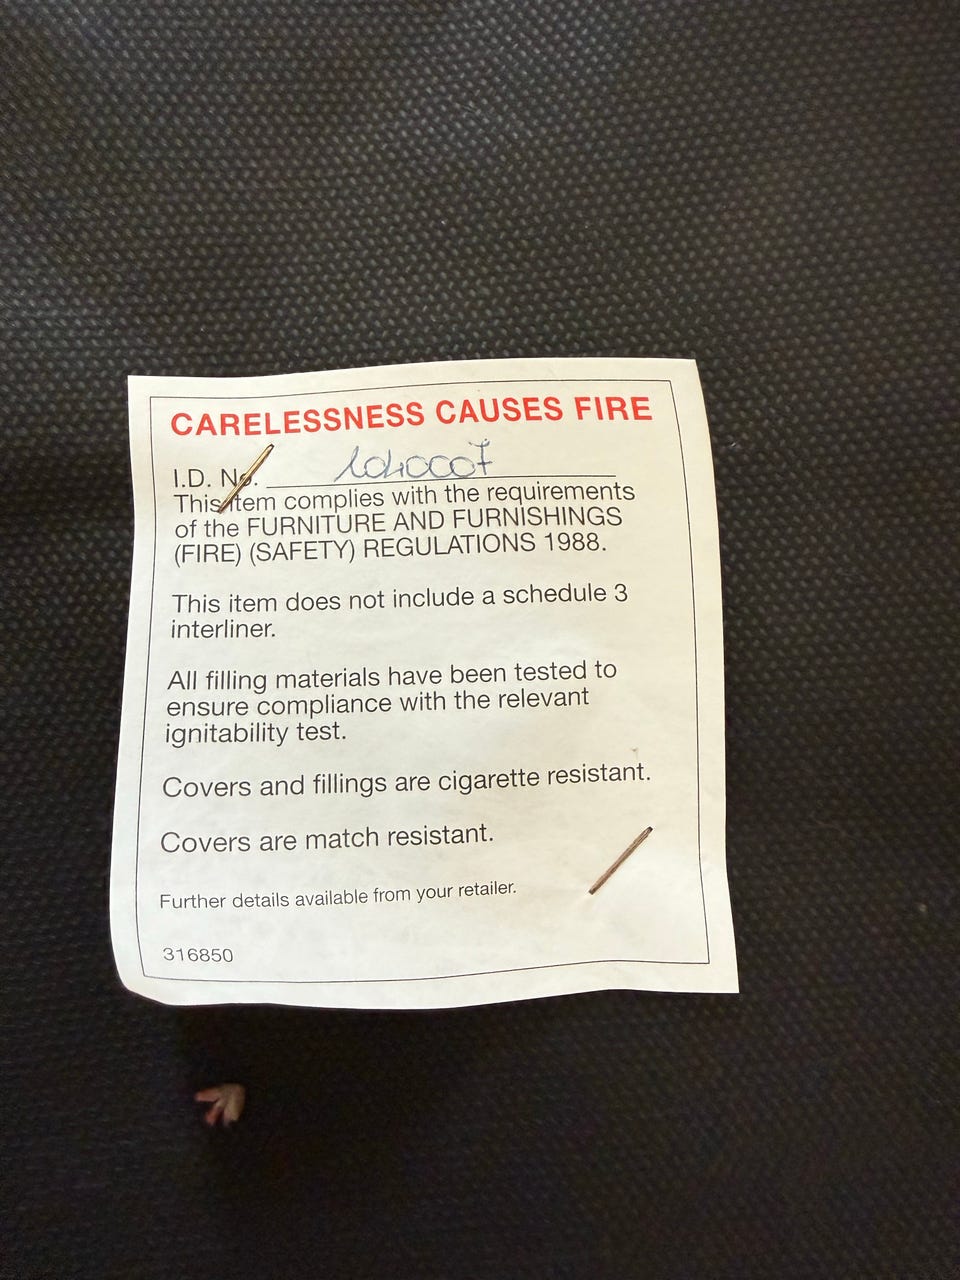 CARELESSNESS CAUSES FIRE
I.D. No. 1040007
This item complies with the requirements
of the FURNITURE AND FURNISHINGS
(FIRE) (SAFETY) REGULATIONS 1988.
This item does not include a schedule 3
interliner.
All filling materials have been tested to
ensure compliance with the relevant
ignitability test.
Covers and fillings are cigarette resistant.
Covers are match resistant.
Further details available from your retailer.
316850